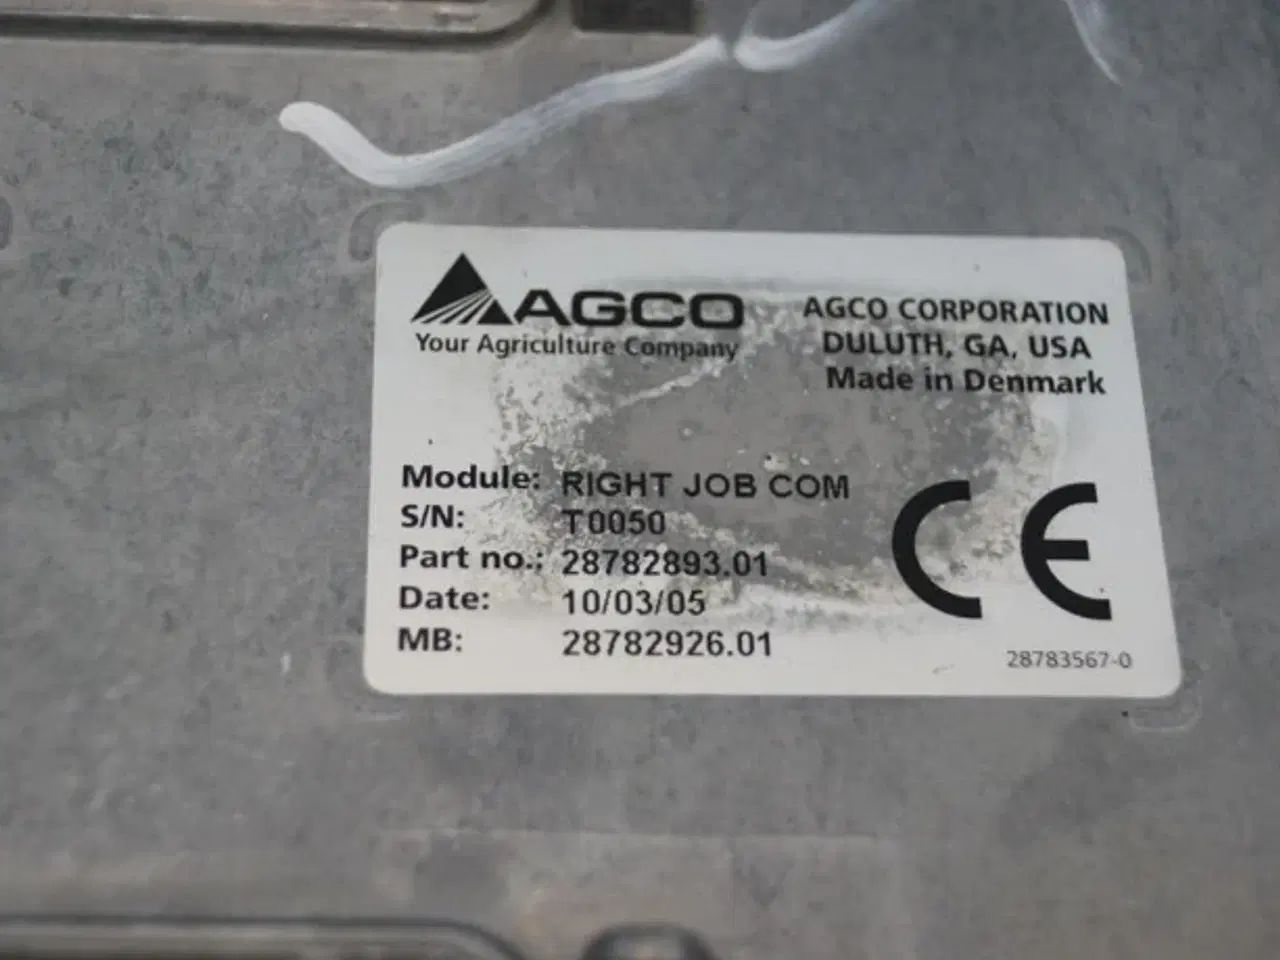 AGCO
Your Agriculture Company
AGCO CORPORATION
DULUTH, GA, USA
Made in Denmark
Module: RIGHT JOB COM
S/N: T0050
Part no.: 28782893.01
Date: 10/03/05
MB: 28782926.01
CE
28783567-0